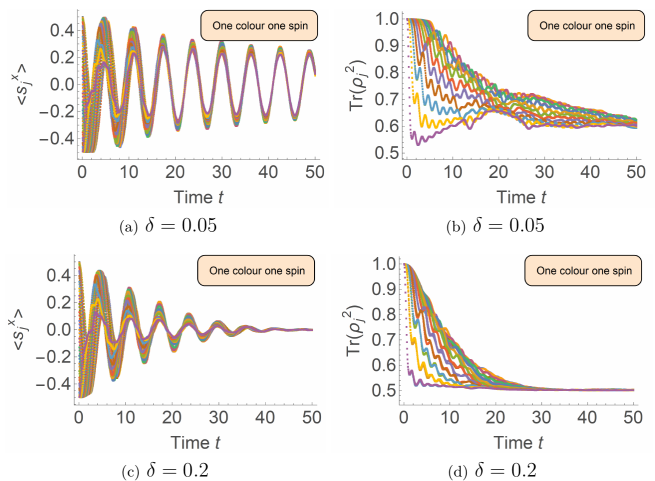 One colour one spin
0.4
0.2
0.0
−0.2
−0.4
<s_j^x>
0 10 20 30 40 50
Time t
(a) δ = 0.05
One colour one spin
1.0
0.9
0.8
0.7
0.6
0.5
Tr(ρ_j^2)
0 10 20 30 40 50
Time t
(b) δ = 0.05
One colour one spin
0.4
0.2
0.0
−0.2
−0.4
<s_j^x>
0 10 20 30 40 50
Time t
(c) δ = 0.2
One colour one spin
1.0
0.9
0.8
0.7
0.6
0.5
Tr(ρ_j^2)
0 10 20 30 40 50
Time t
(d) δ = 0.2